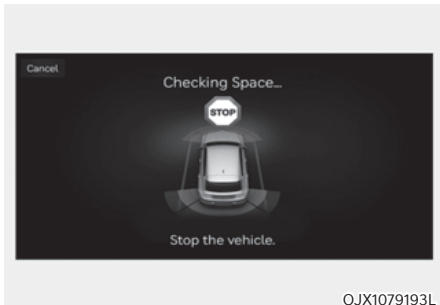 Cancel
Checking Space...
STOP
Stop the vehicle.
OJX1079193L